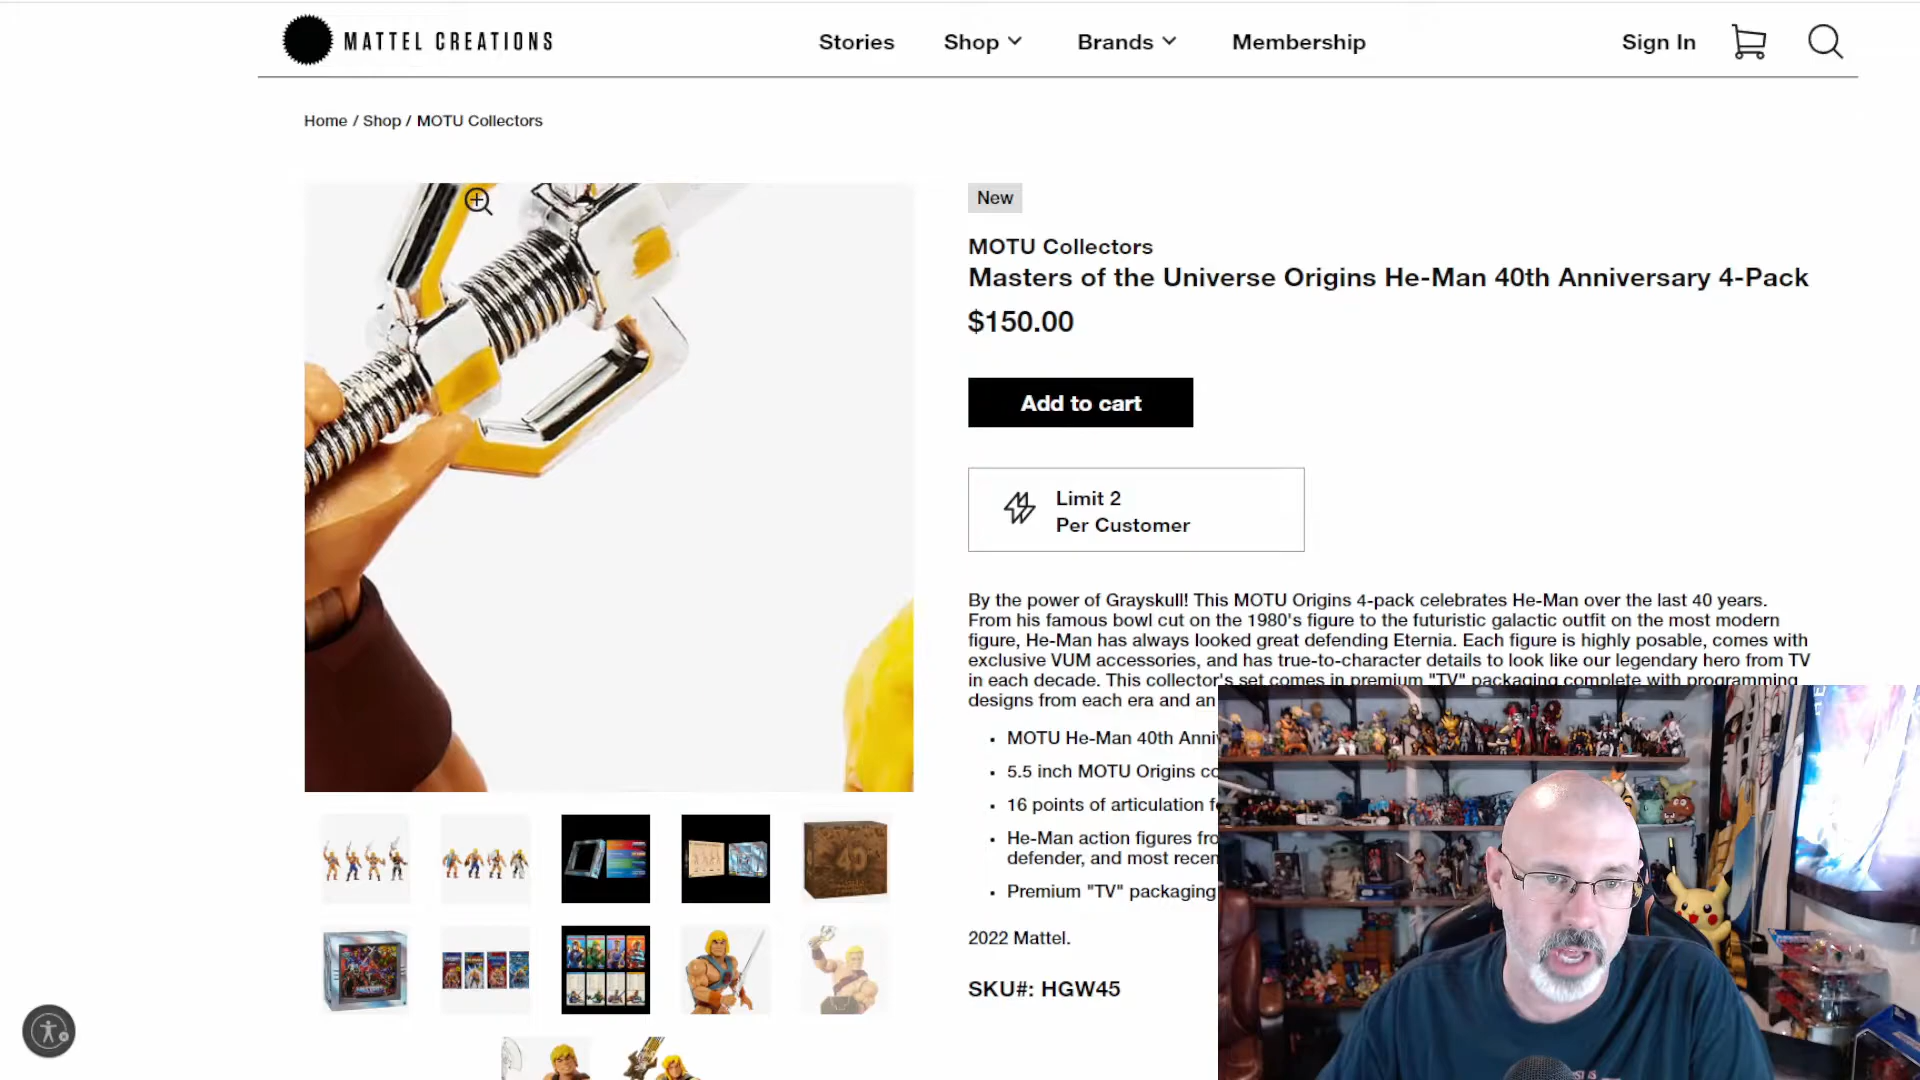 MATTEL CREATIONS
Stories
Shop
Brands
Membership
Sign In
Home / Shop / MOTU Collectors
New
MOTU Collectors
Masters of the Universe Origins He-Man 40th Anniversary 4-Pack
$150.00
Add to cart
Limit 2
Per Customer
By the power of Grayskull! This MOTU Origins 4-pack celebrates He-Man over the last 40 years.
From his famous bowl cut on the 1980's figure to the futuristic galactic outfit on the most modern
figure, He-Man has always looked great defending Eternia. Each figure is highly posable, comes with
exclusive VUM accessories, and has true-to-character details to look like our legendary hero from TV
in each decade. This collector's set comes in premium "TV" packaging complete with programming
designs from each era and an
MOTU He-Man 40th
5.5 inch MOTU Origins
16 points of articulation
He-Man action figures
defender, and most
Premium "TV" packaging
2022 Mattel.
SKU#: HGW45
40